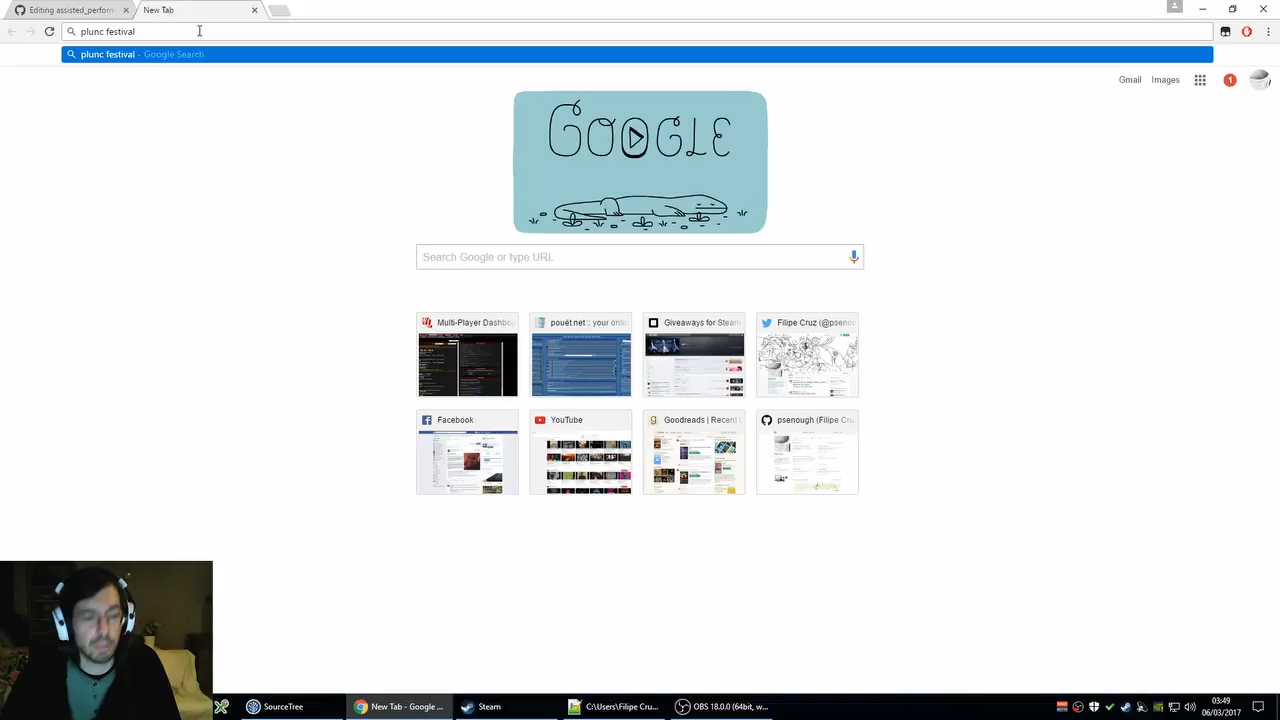 Editing assisted_perform
New Tab
plunc festival
plunc festival - Google Search
Gmail
Images
1
GOOGLE
Search Google or type URL
Multi-Player Dashbo
pouët.net :: your onli
Giveaways for Steam
Filipe Cruz (@pseno
Facebook
YouTube
Goodreads | Recent
psenough (Filipe Cru
SourceTree
New Tab - Google ...
Steam
C:\Users\Filipe Cru...
OBS 18.0.0 (64bit, w...
03:49
06/03/2017